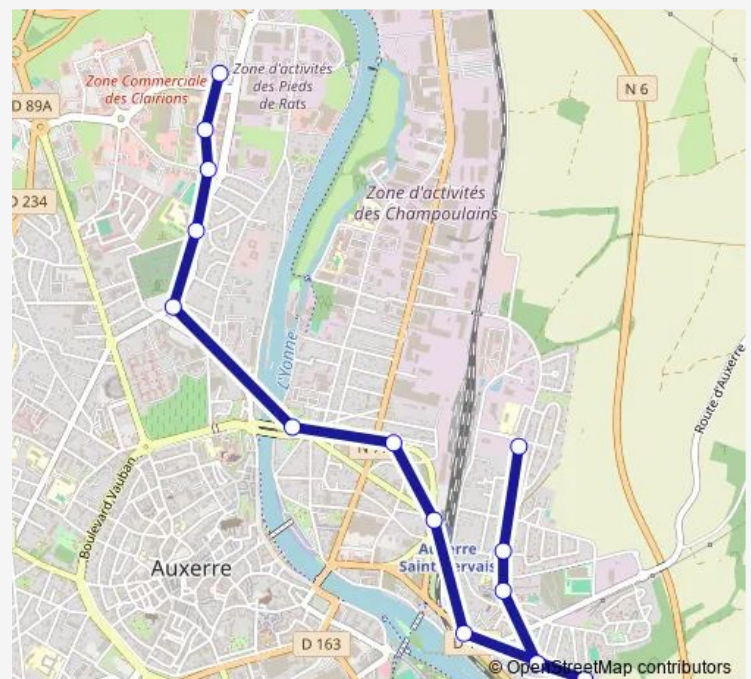 Zone Commerciale
des Clairions
Zone d'activités
des Pieds
de Rats
D 89A
N 6
D 234
Zone d'activités
des Champoulains
L'Yonne
Route d'Auxerre
Boulevard Vauban
Auxerre
Saint Gervais
Auxerre
D 163
© OpenStreetMap contributors